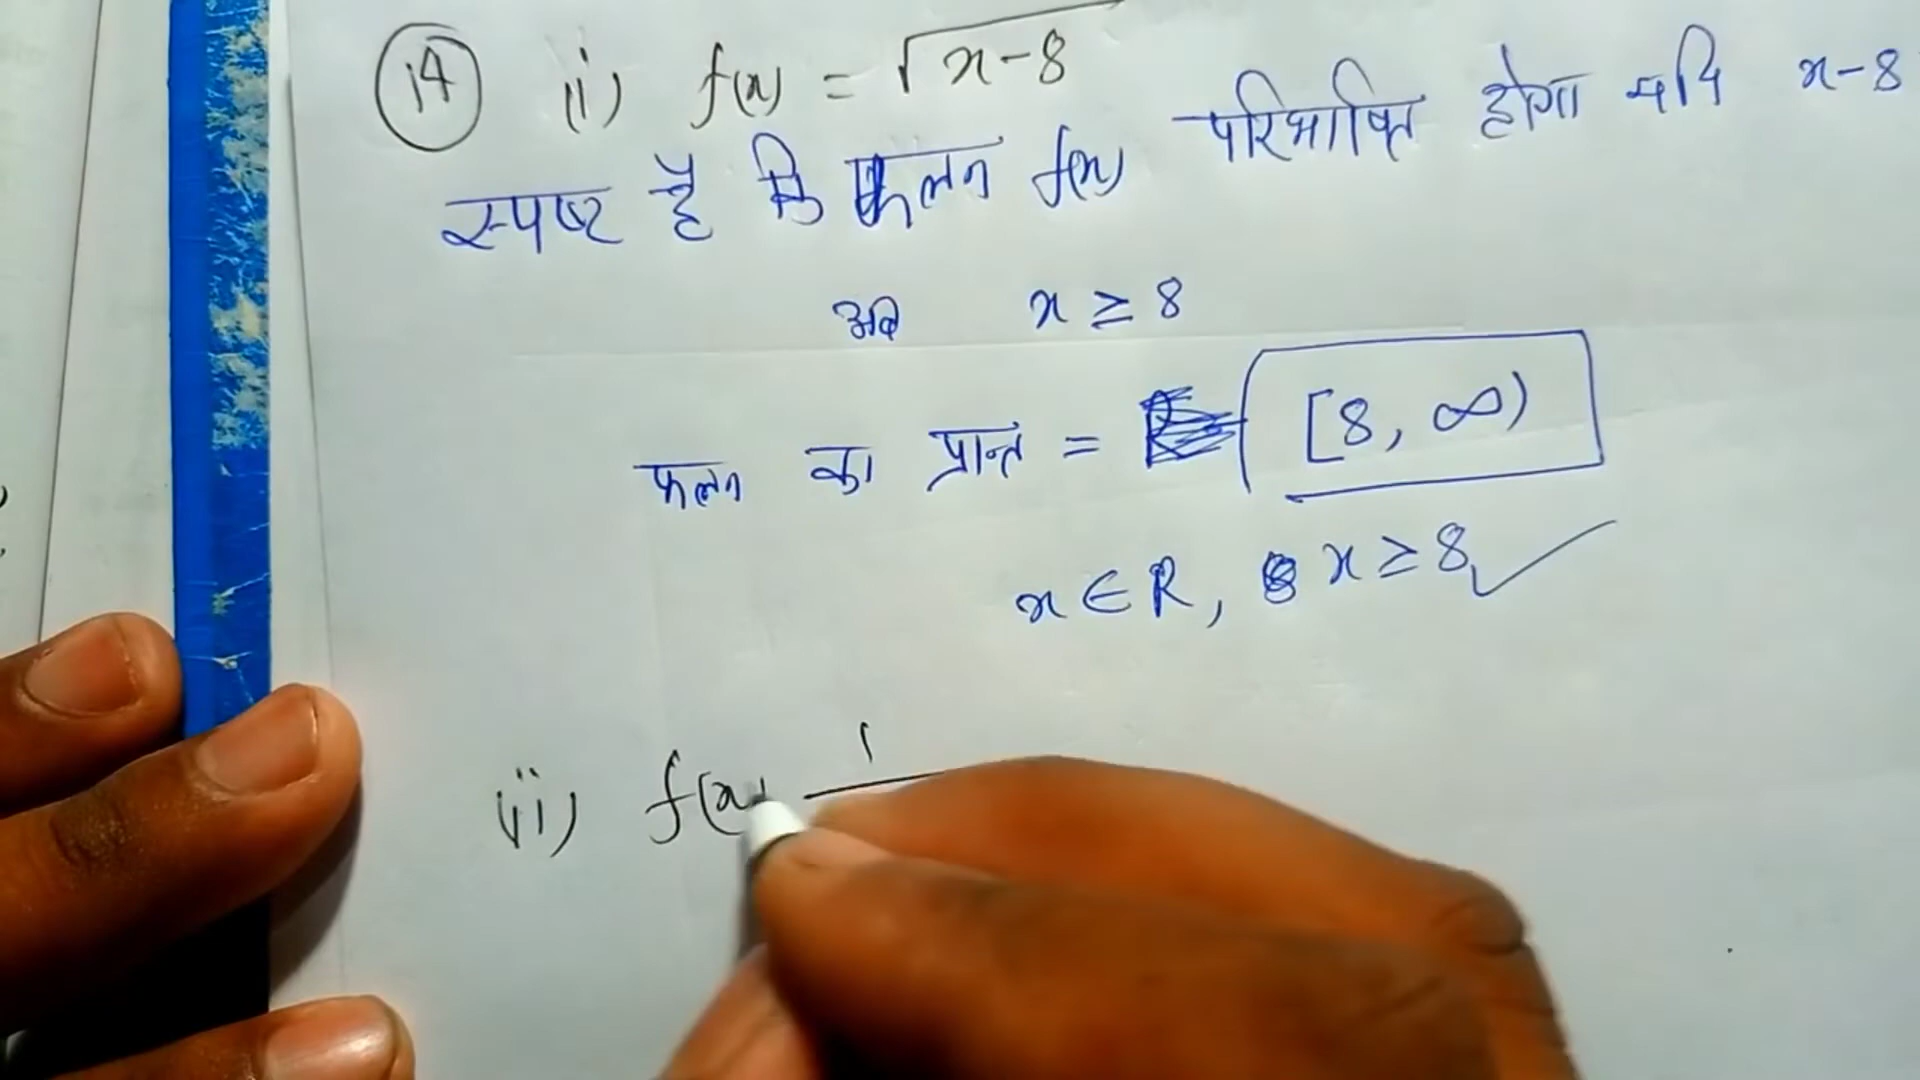 14 (i) f(x) = √x-8
स्पष्ट है कि फलन f(x) परिभाषित होगा यदि x-8
अब x ≥ 8
फलन का प्रान्त = [8, ∞)
x ∈ R, x ≥ 8
(ii) f(x) 1